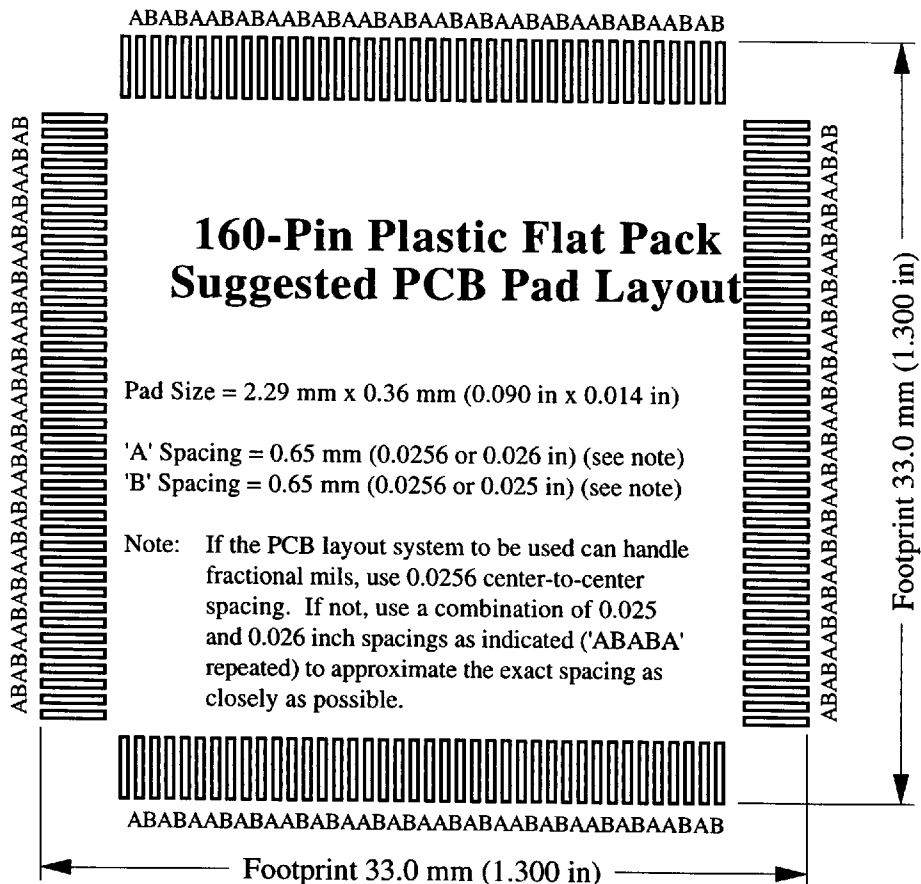 ABABAABABAABABAABABAABABAABABAABABAABAB
ABABAABABAABABAABABAABABAABABAABABAABAB
160-Pin Plastic Flat Pack
Suggested PCB Pad Layout
Pad Size = 2.29 mm x 0.36 mm (0.090 in x 0.014 in)
'A' Spacing = 0.65 mm (0.0256 or 0.026 in) (see note)
'B' Spacing = 0.65 mm (0.0256 or 0.025 in) (see note)
Note: If the PCB layout system to be used can handle
fractional mils, use 0.0256 center-to-center
spacing. If not, use a combination of 0.025
and 0.026 inch spacings as indicated ('ABABA'
repeated) to approximate the exact spacing as
closely as possible.
ABABAABABAABABAABABAABABAABABAABABAABAB
Footprint 33.0 mm (1.300 in)
ABABAABABAABABAABABAABABAABABAABABAABAB
Footprint 33.0 mm (1.300 in)